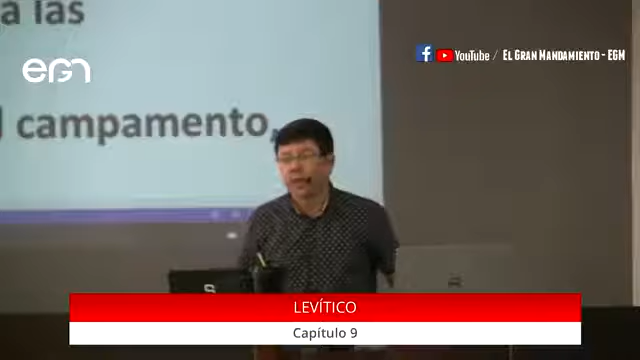 a las
campamento,
EGM
YouTube / El Gran Mandamiento - EGM
LEVÍTICO
Capítulo 9